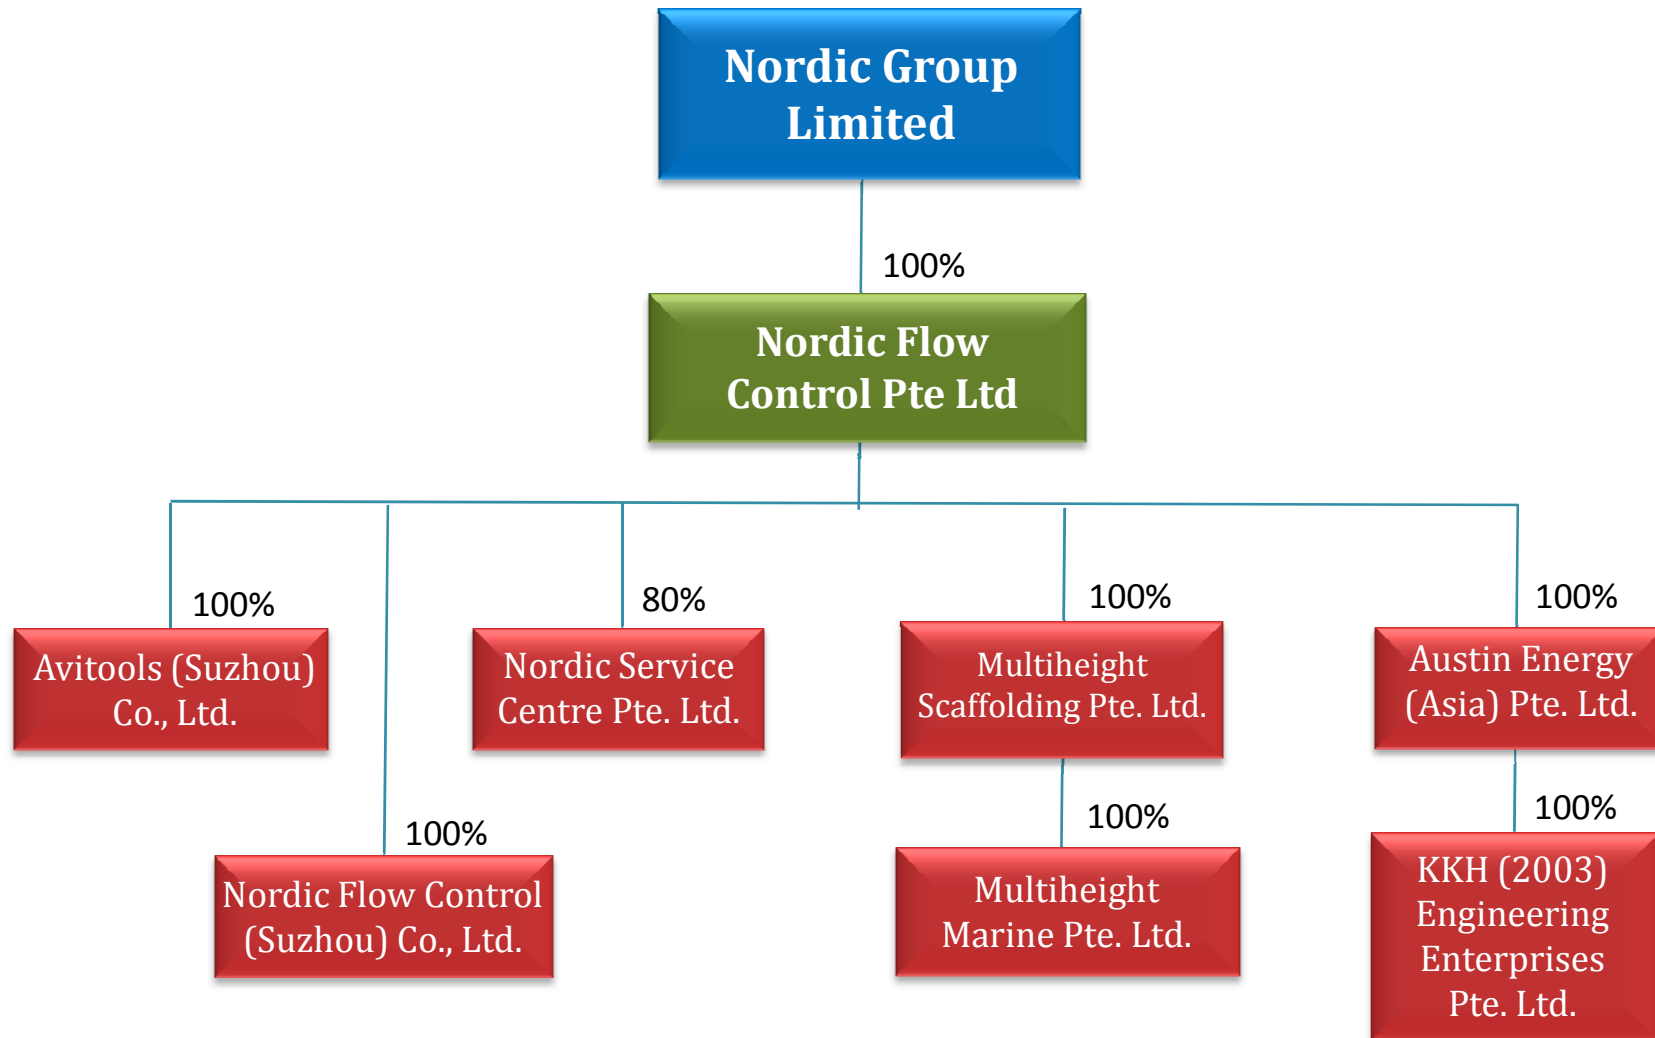 Nordic Group
Limited
100%
Nordic Flow
Control Pte Ltd
100%
Avitools (Suzhou)
Co., Ltd.
80%
Nordic Service
Centre Pte. Ltd.
100%
Multiheight
Scaffolding Pte. Ltd.
100%
Austin Energy
(Asia) Pte. Ltd.
100%
Nordic Flow Control
(Suzhou) Co., Ltd.
100%
Multiheight
Marine Pte. Ltd.
100%
KKH (2003)
Engineering
Enterprises
Pte. Ltd.